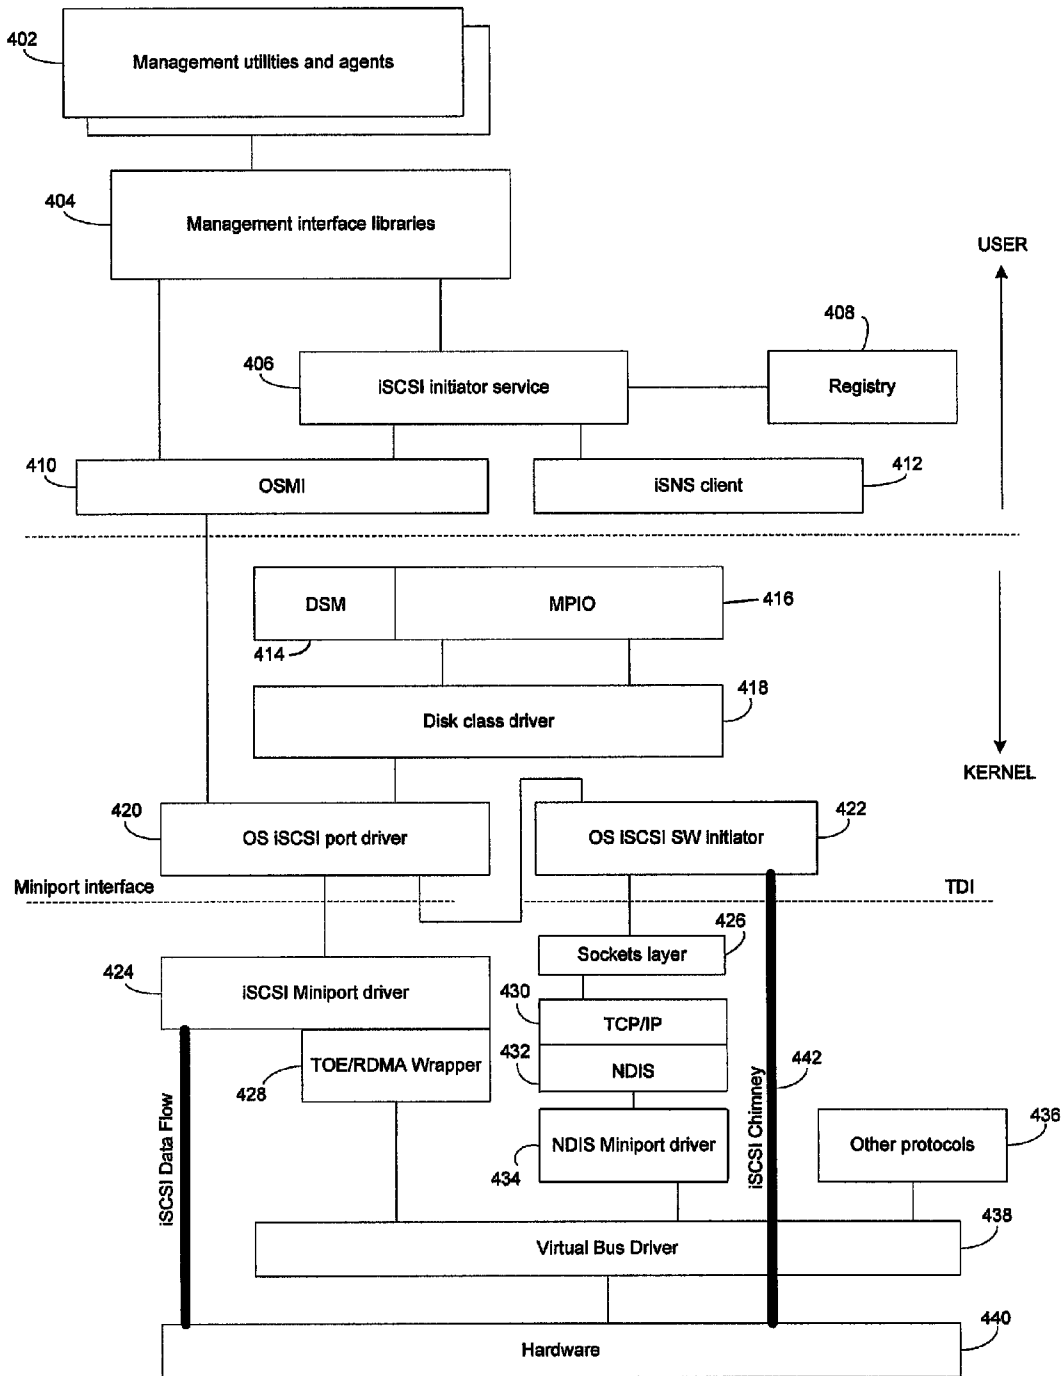 402
Management utilities and agents
404
Management interface libraries
USER
408
406
iSCSI initiator service
Registry
410
OSMI
iSNS client
412
DSM
MPIO
416
414
418
Disk class driver
KERNEL
420
OS iSCSI port driver
OS iSCSI SW initiator
422
Miniport interface
TDI
426
Sockets layer
424
iSCSI Miniport driver
430
TCP/IP
432
NDIS
TOE/RDMA Wrapper
428
442
iSCSI Data Flow
iSCSI Chimney
NDIS Miniport driver
434
Other protocols
436
Virtual Bus Driver
438
Hardware
440